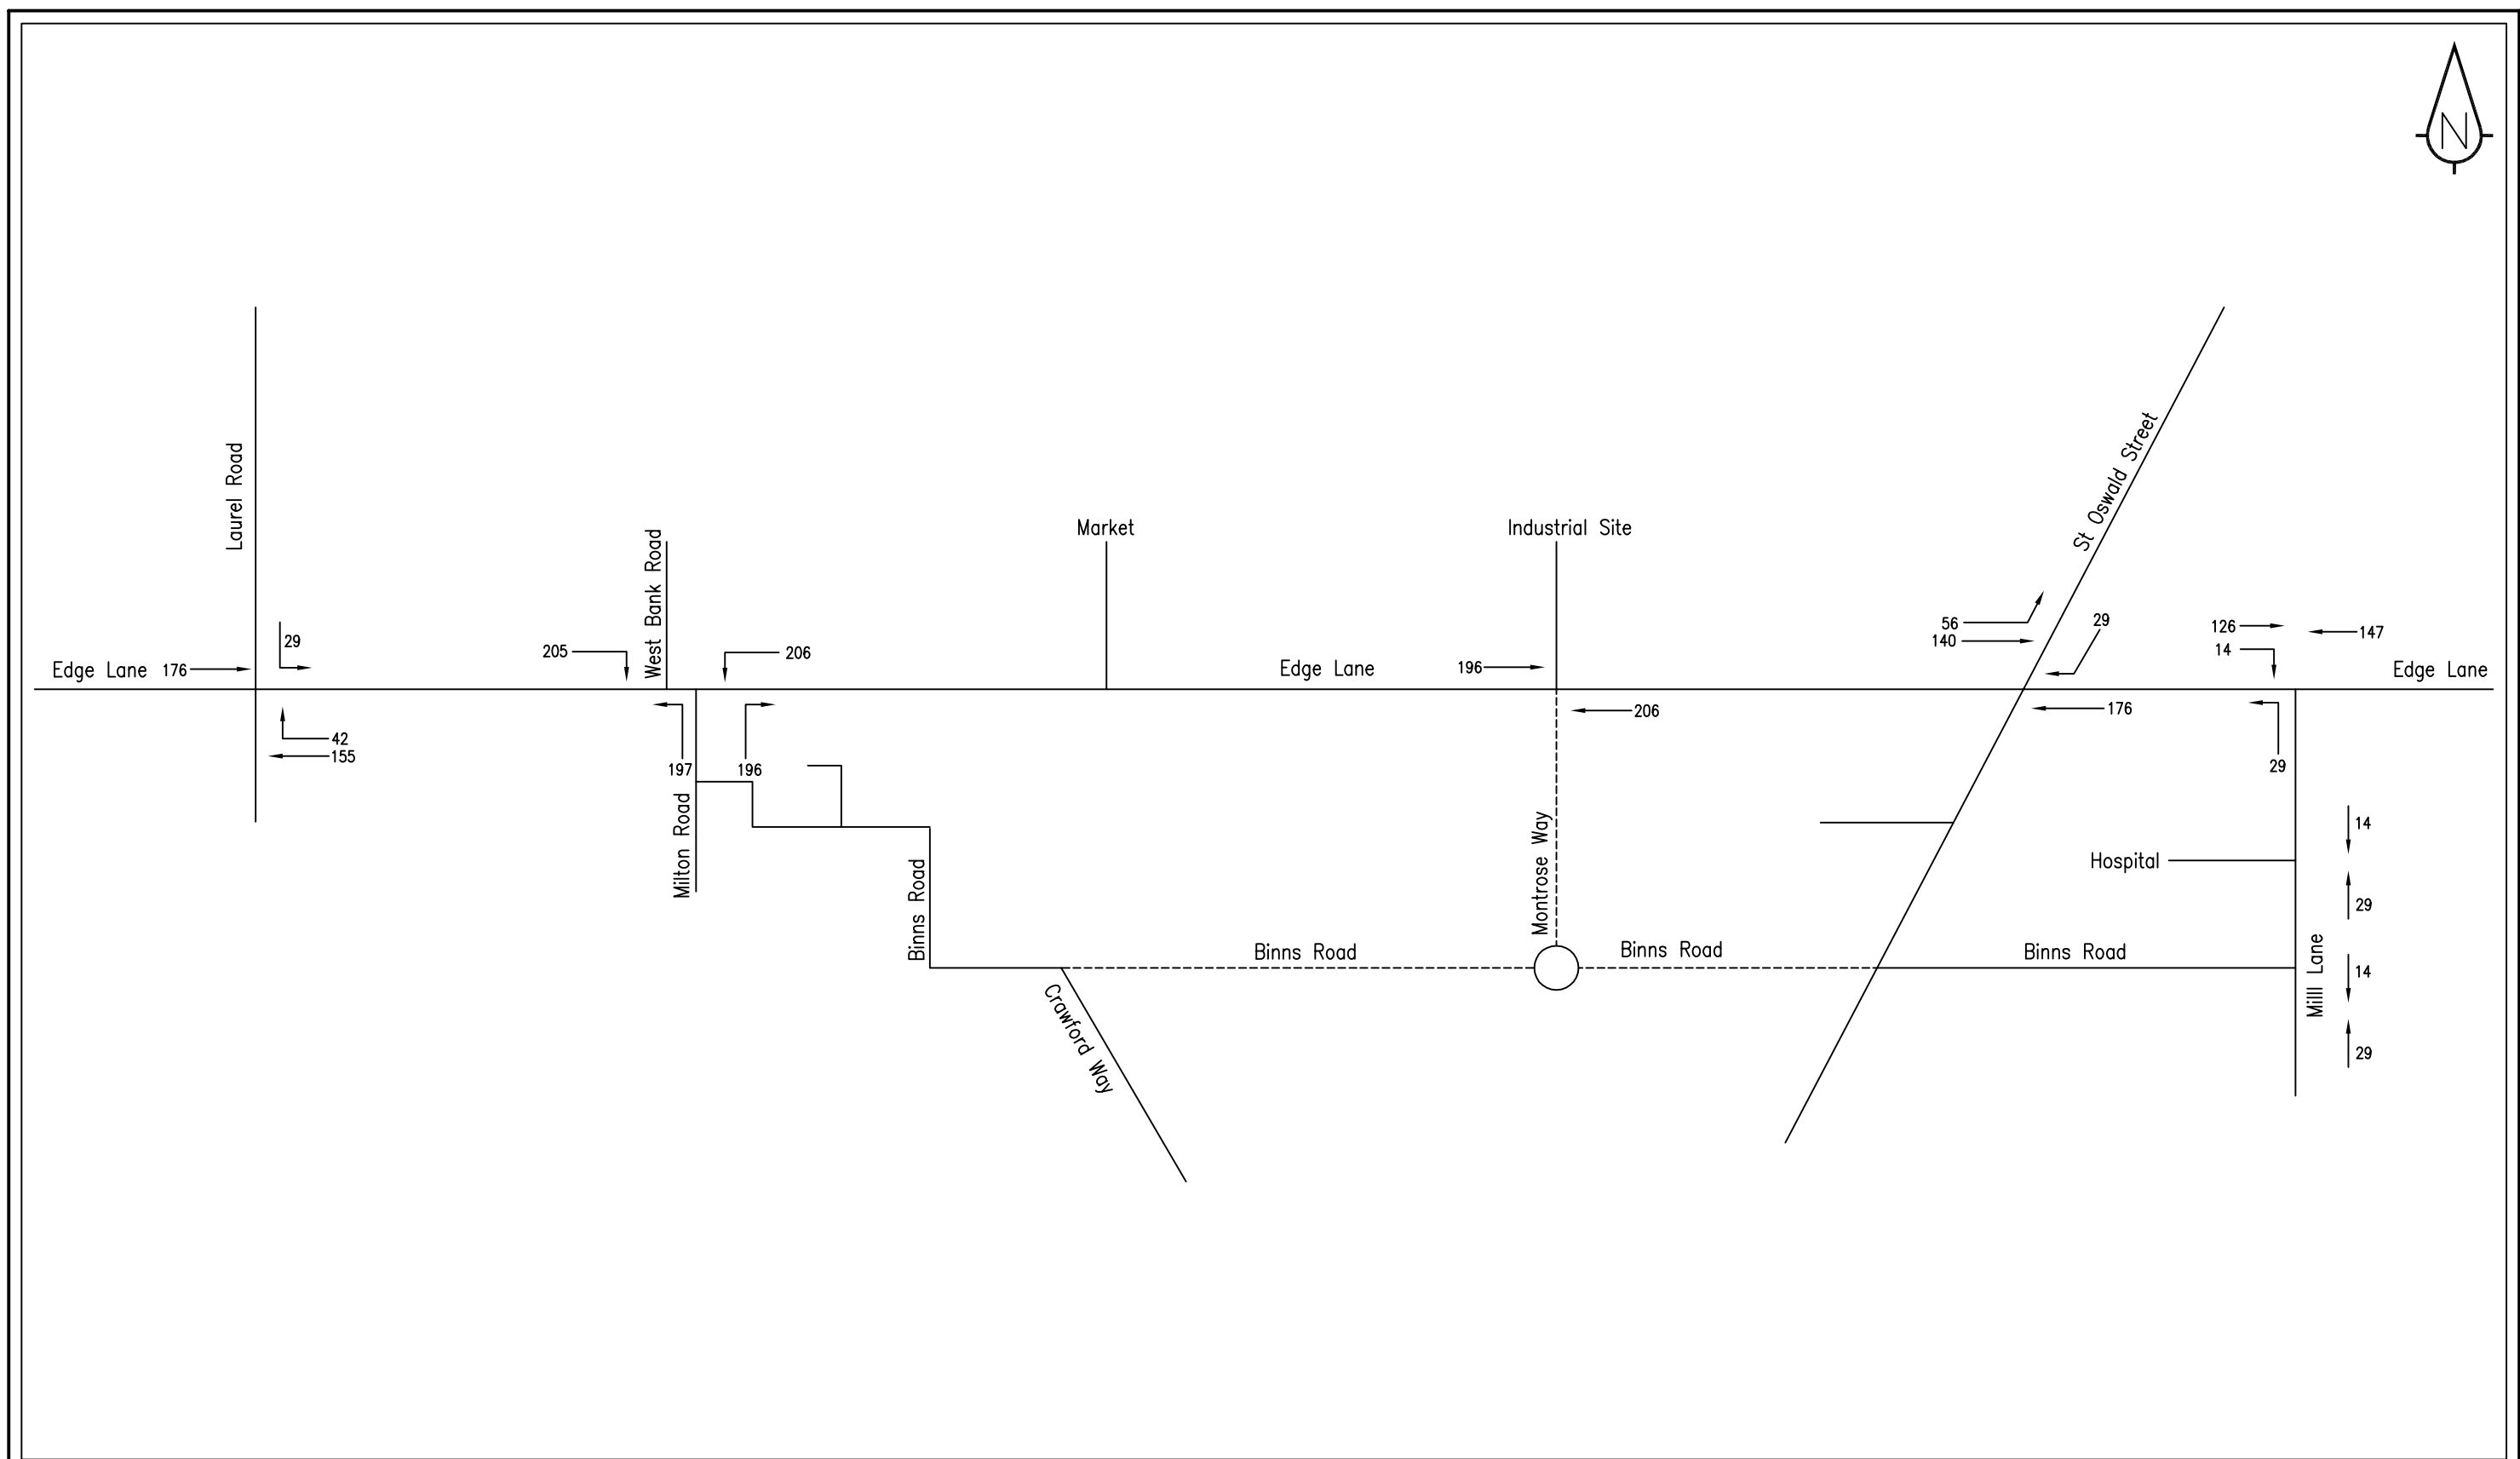 N
Laurel Road
St Oswald Street
Market
Industrial Site
West Bank Road
29
205
206
56
140
29
126
147
14
Edge Lane
176
Edge Lane
196
Edge Lane
42
155
197
196
206
176
29
Milton Road
Binns Road
Montrose Way
14
Hospital
29
Binns Road
Binns Road
Binns Road
Milll Lane
14
Crawford Way
29